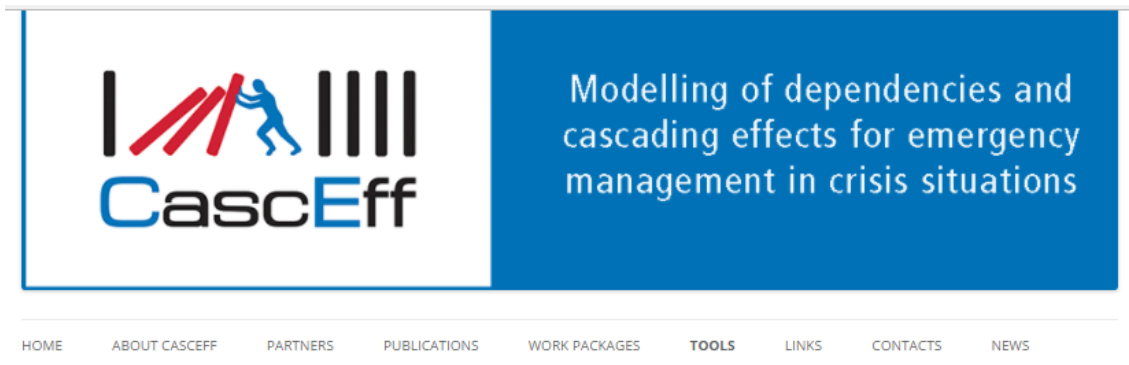 CascEff
Modelling of dependencies and
cascading effects for emergency
management in crisis situations
HOME ABOUT CASCEFF PARTNERS PUBLICATIONS WORK PACKAGES TOOLS LINKS CONTACTS NEWS